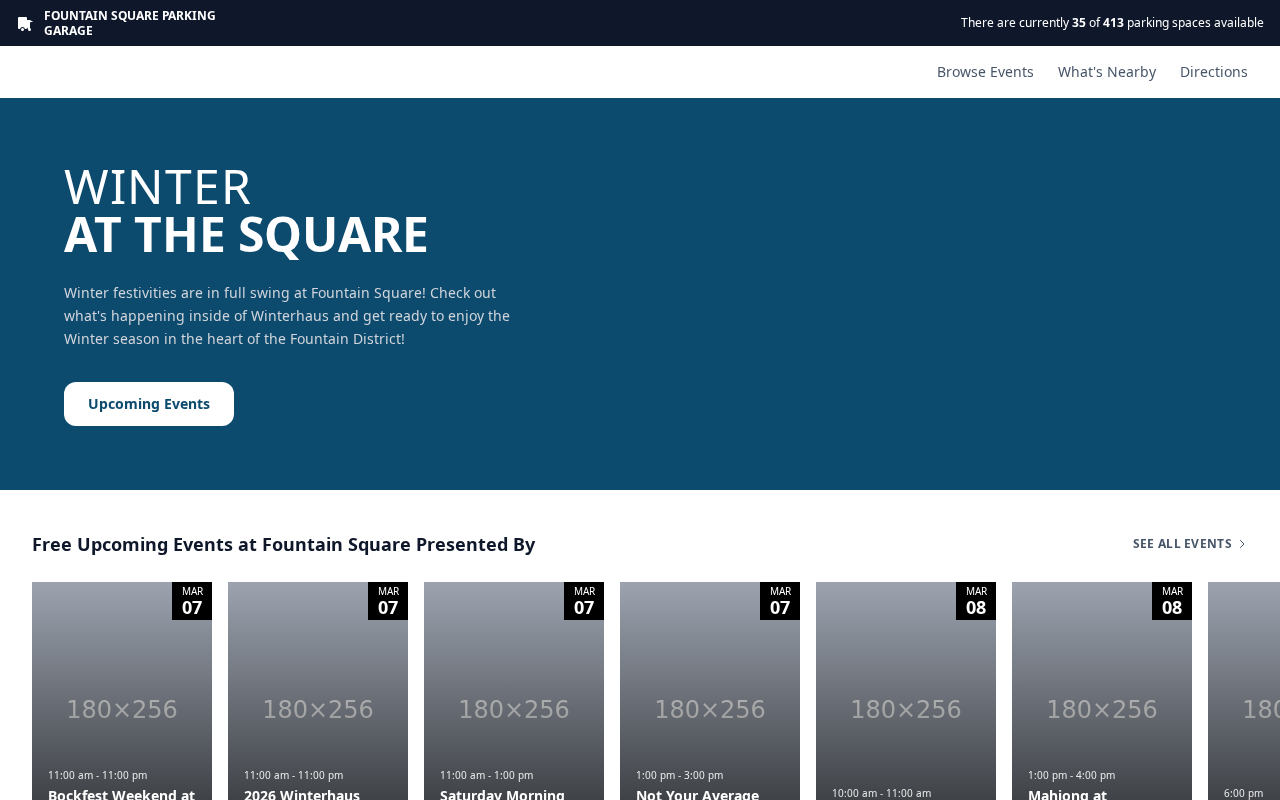 FOUNTAIN SQUARE PARKING
GARAGE
There are currently 35 of 413 parking spaces available
Browse Events
What's Nearby
Directions
WINTER
AT THE SQUARE
Winter festivities are in full swing at Fountain Square! Check out
what's happening inside of Winterhaus and get ready to enjoy the
Winter season in the heart of the Fountain District!
Upcoming Events
Free Upcoming Events at Fountain Square Presented By
SEE ALL EVENTS
MAR
07
180×256
11:00 am - 11:00 pm
Bockfest Weekend at
MAR
07
180×256
11:00 am - 11:00 pm
2026 Winterhaus
MAR
07
180×256
11:00 am - 1:00 pm
Saturday Morning
MAR
07
180×256
1:00 pm - 3:00 pm
Not Your Average
MAR
08
180×256
10:00 am - 11:00 am
MAR
08
180×256
1:00 pm - 4:00 pm
Mahjong at
180
6:00 pm